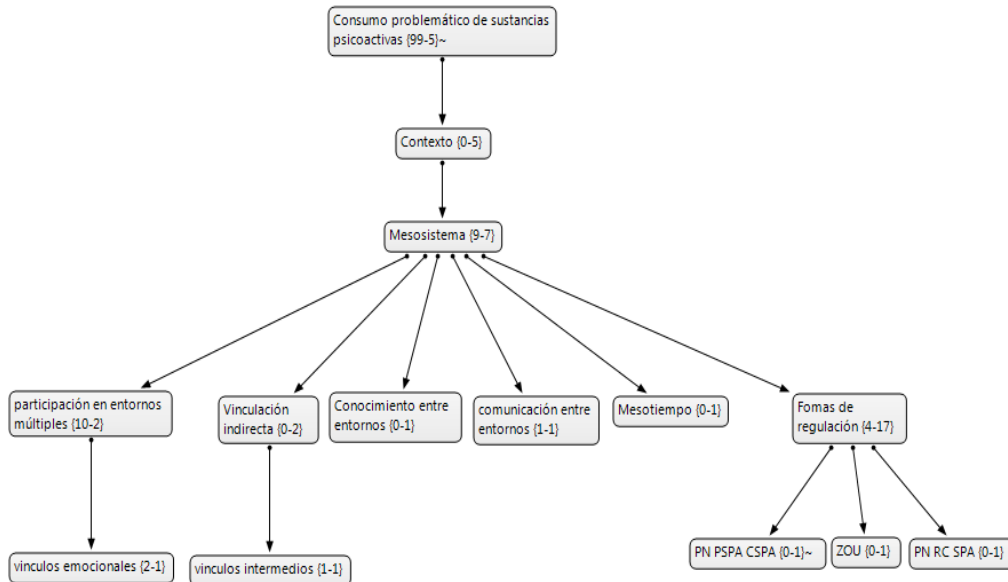 Consumo problemático de sustancias
psicoactivas {99-5}~
Contexto {0-5}
Mesosistema {9-7}
participación en entornos
múltiples {10-2}
Vinculación
indirecta {0-2}
Conocimiento entre
entornos {0-1}
comunicación entre
entornos {1-1}
Mesotiempo {0-1}
Fomas de
regulación {4-17}
vinculos emocionales {2-1}
vinculos intermedios {1-1}
PN PSPA CSPA {0-1}~
ZOU {0-1}
PN RC SPA {0-1}